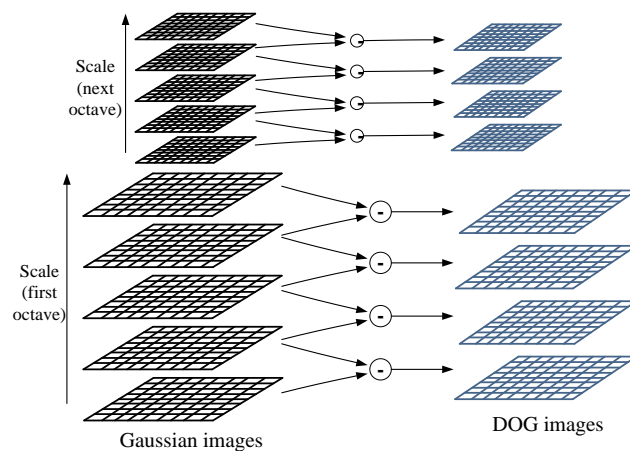 Scale
(next
octave)
-
-
-
-
Scale
(first
octave)
-
-
-
-
Gaussian images
DOG images